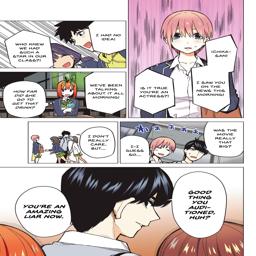 ICHIKA-
SAN!
I SAW YOU
ON THE
NEWS THIS
MORNING!
IS IT TRUE
YOU'RE AN
ACTRESS?!
I HAD NO
IDEA!
WHO KNEW
WE HAD
SUCH A
STAR IN OUR
CLASS?!
WE'VE BEEN
TALKING
ABOUT IT ALL
MORNING!
HOW FAR
DID SHE
GO TO
GET THAT
DRINK?
WAS THE
MOVIE
REALLY
THAT
BIG?
I-I
GUESS
SO...
I DON'T
REALLY
CARE,
BUT...
GOOD
THING
YOU
AUDI-
TIONED,
HUH?
YOU'RE AN
AMAZING
LIAR NOW.